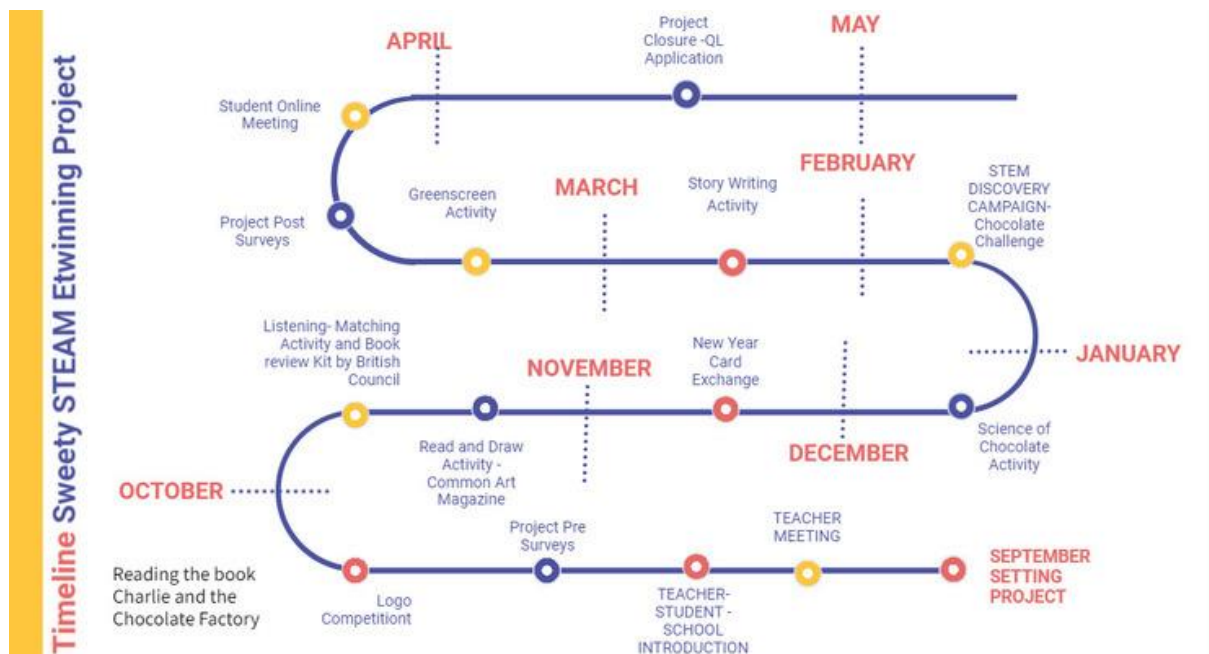 Timeline Sweety STEAM Etwinning Project
APRIL
Project
Closure -QL
Application
MAY
Student Online
Meeting
Project Post
Surveys
Greenscreen
Activity
MARCH
Story Writing
Activity
FEBRUARY
STEM
DISCOVERY
CAMPAIGN-
Chocolate
Challenge
JANUARY
Listening- Matching
Activity and Book
review Kit by British
Council
Read and Draw
Activity -
Common Art
Magazine
NOVEMBER
New Year
Card
Exchange
DECEMBER
Science of
Chocolate
Activity
OCTOBER
Reading the book
Charlie and the
Chocolate Factory
Logo
Competitiont
Project Pre
Surveys
TEACHER-
STUDENT -
SCHOOL
INTRODUCTION
TEACHER
MEETING
SEPTEMBER
SETTING
PROJECT